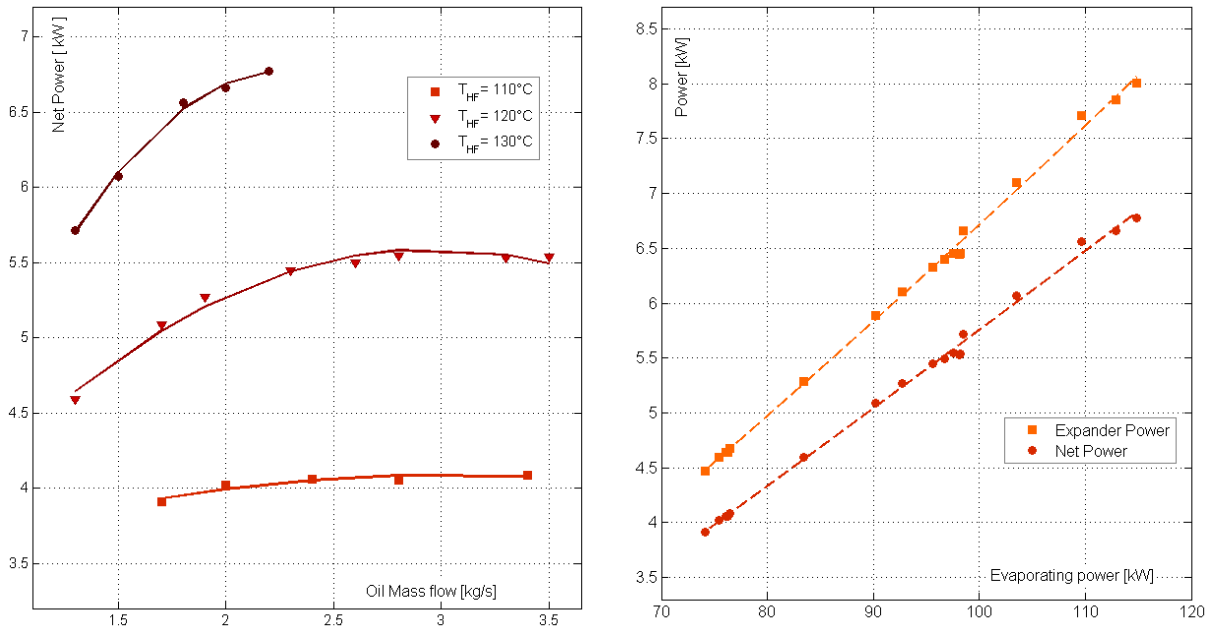 Net Power [ kW]
7
6.5
6
5.5
5
4.5
4
3.5
T_HF = 110°C
T_HF = 120°C
T_HF = 130°C
Oil Mass flow [kg/s]
1.5 2 2.5 3 3.5
Power [kW]
8.5
8
7.5
7
6.5
6
5.5
5
4.5
4
3.5
Expander Power
Net Power
Evaporating power [kW]
70 80 90 100 110 120